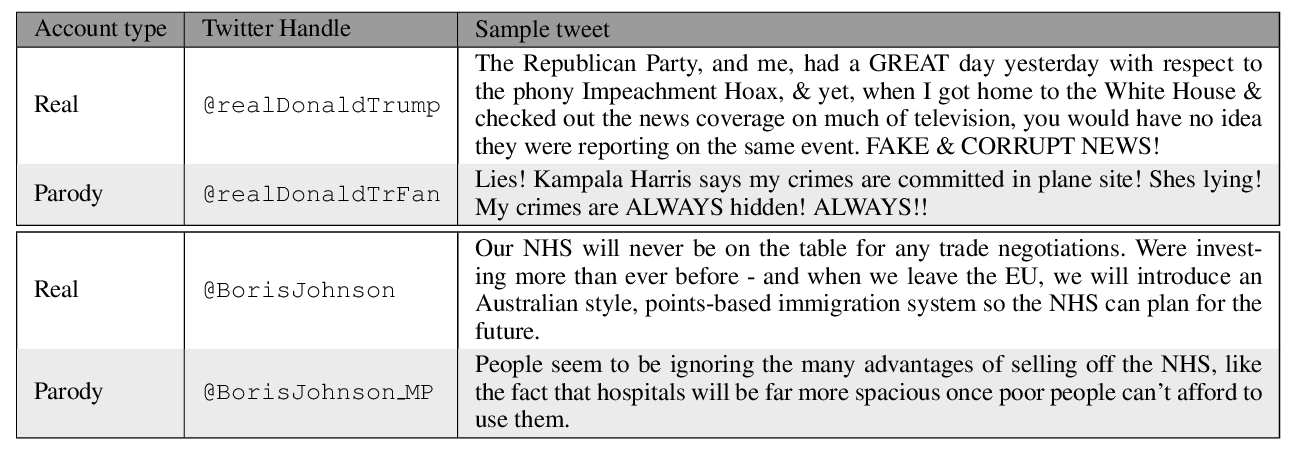 Account type Twitter Handle Sample tweet
The Republican Party, and me, had a GREAT day yesterday with respect to
the phony Impeachment Hoax, & yet, when I got home to the White House &
Real @realDonaldTrump
checked out the news coverage on much of television, you would have no idea
they were reporting on the same event. FAKE & CORRUPT NEWS!
Parody @realDonaldTrFan
Lies! Kampala Harris says my crimes are committed in plane site! Shes lying!
My crimes are ALWAYS hidden! ALWAYS!!
Our NHS will never be on the table for any trade negotiations. Were invest-
ing more than ever before - and when we leave the EU, we will introduce an
Real @BorisJohnson
Australian style, points-based immigration system so the NHS can plan for the
future.
People seem to be ignoring the many advantages of selling off the NHS, like
Parody @BorisJohnson_MP
the fact that hospitals will be far more spacious once poor people can't afford to
use them.